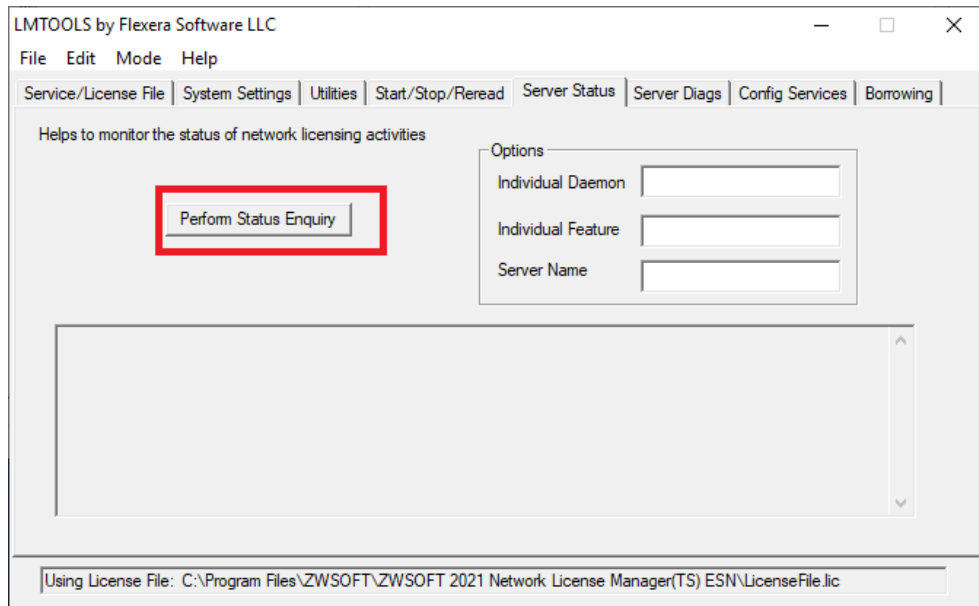 LMTOOLS by Flexera Software LLC
File Edit Mode Help
Service/License File System Settings Utilities Start/Stop/Reread Server Status Server Diags Config Services Borrowing
Helps to monitor the status of network licensing activities
Options
Individual Daemon
Perform Status Enquiry
Individual Feature
Server Name
Using License File: C:\Program Files\ZWSOFT\ZWSOFT 2021 Network License Manager(TS) ESN\LicenseFile.lic